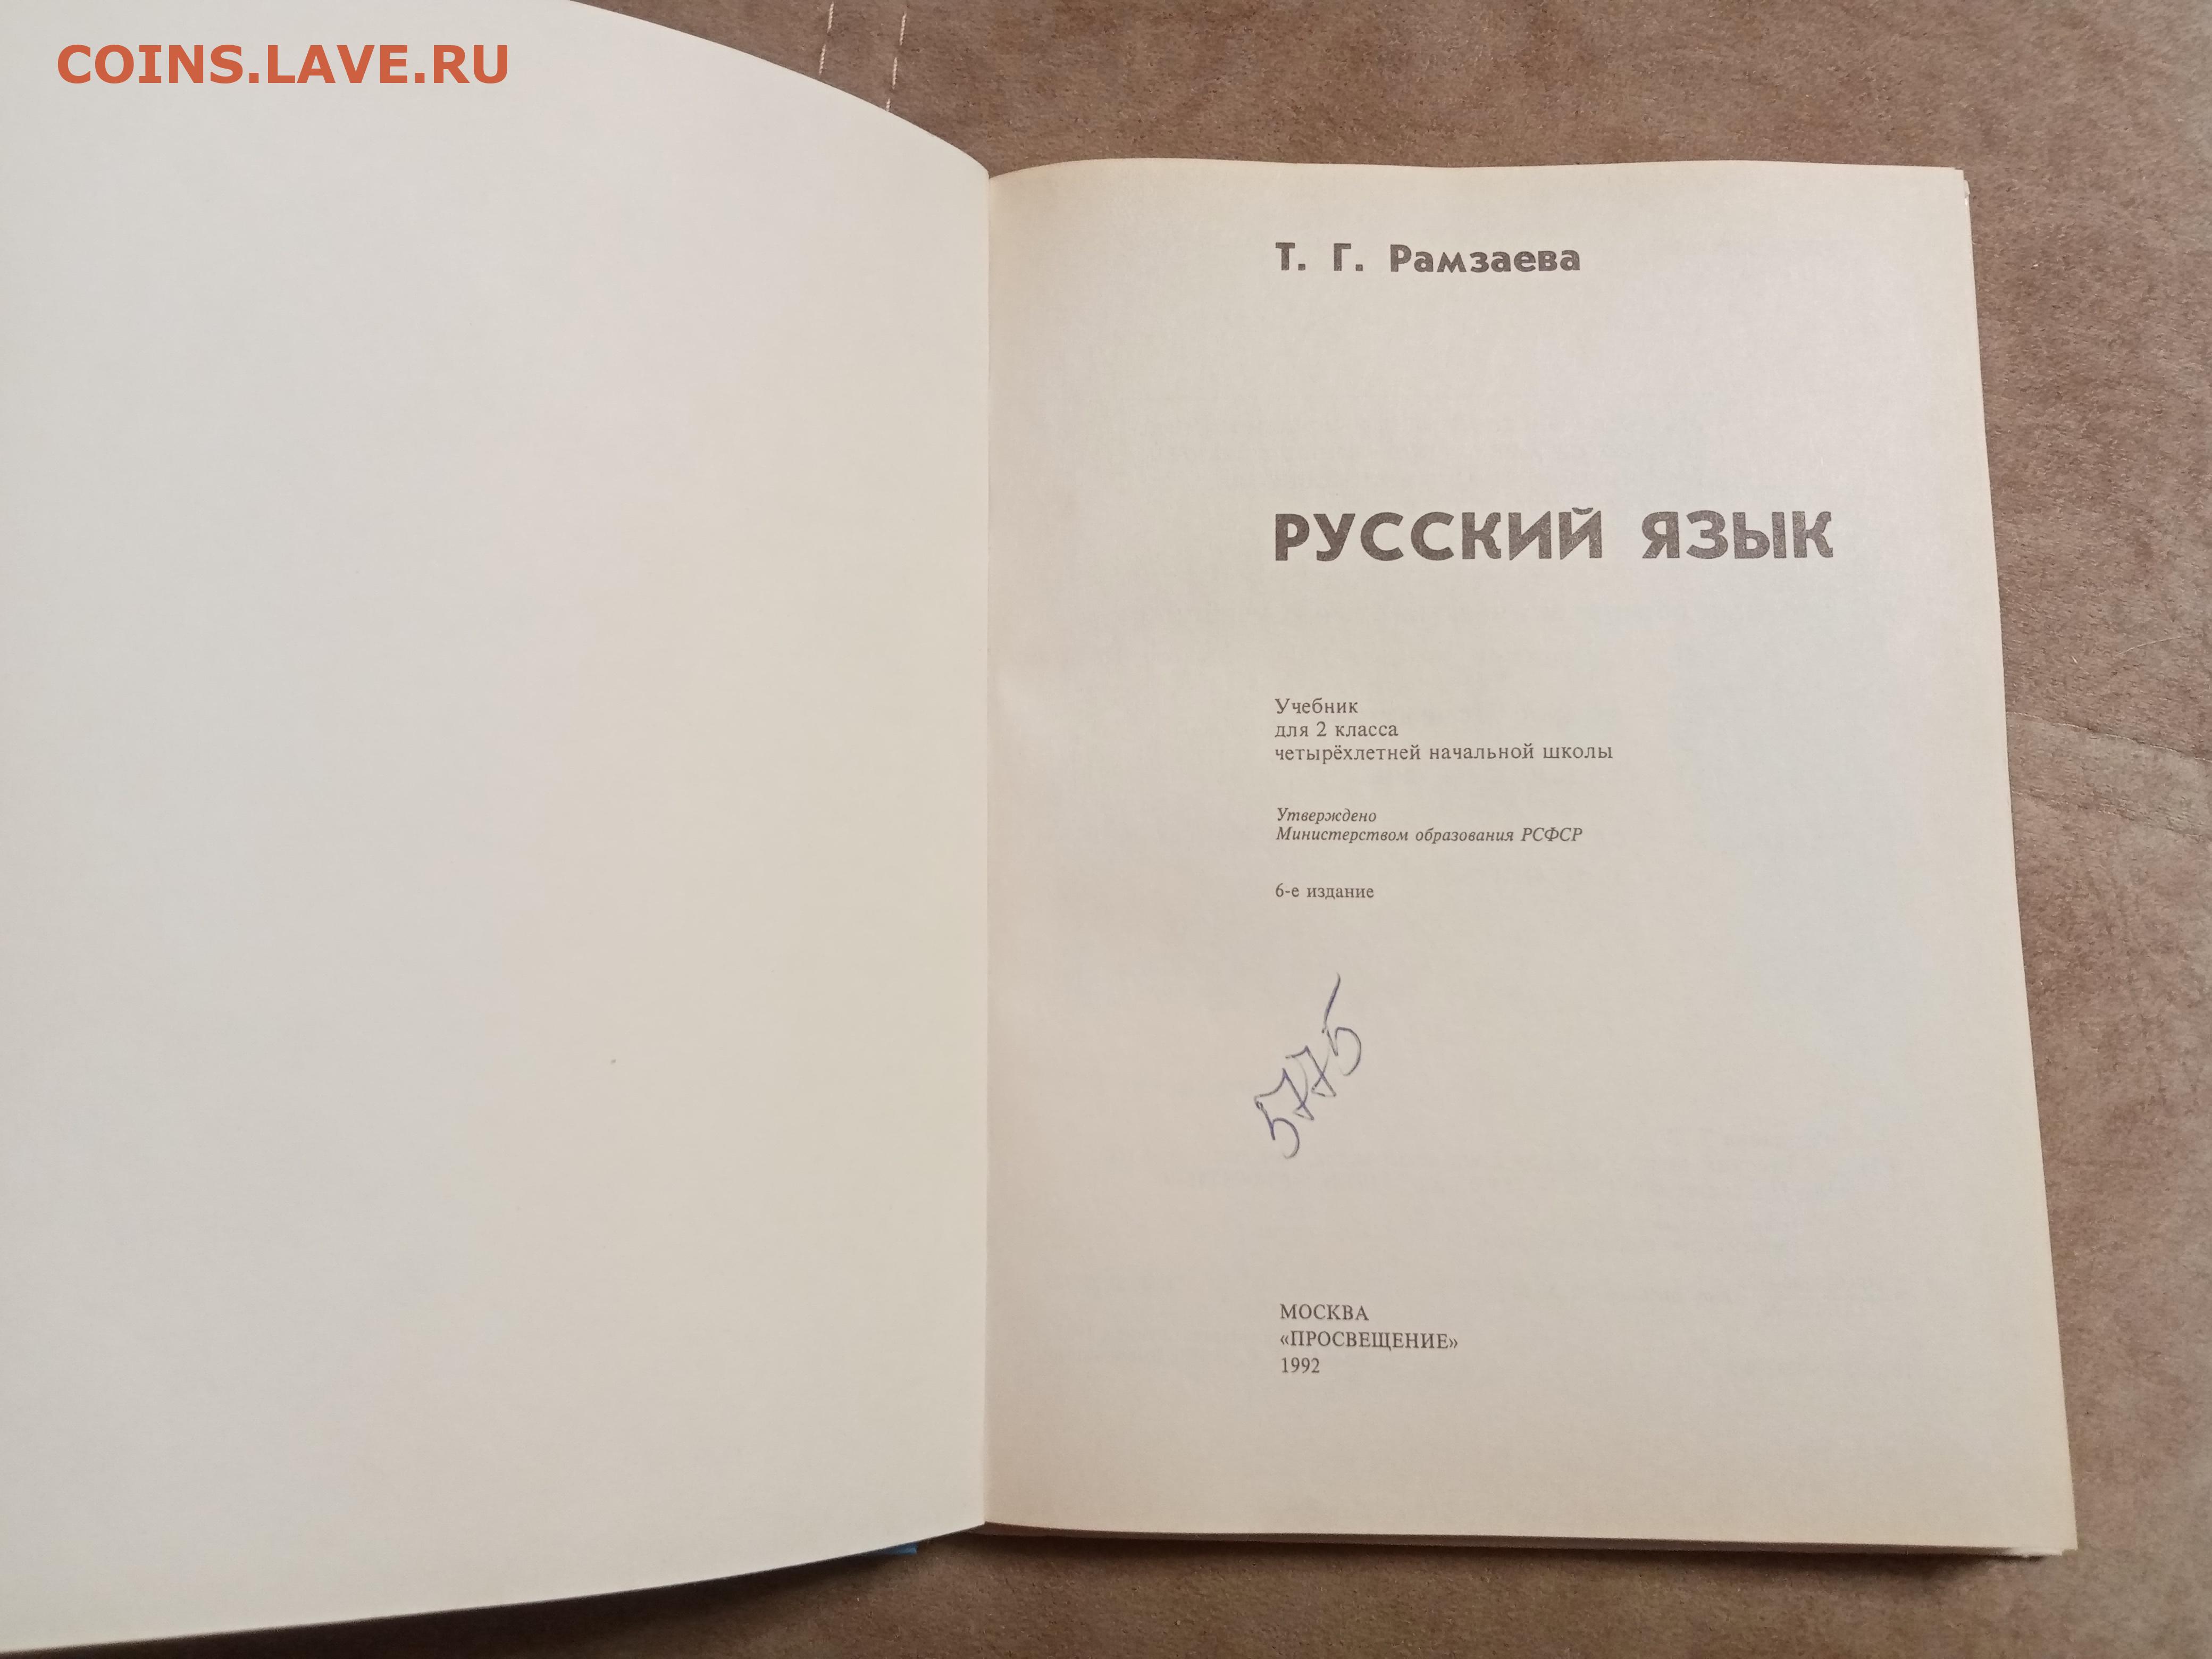 COINS.LAVE.RU
Т. Г. Рамзаева
РУССКИЙ ЯЗЫК
Учебник
для 2 класса
четырёхлетней начальной школы
Утверждено
Министерством образования РСФСР
6-е издание
5775
МОСКВА
«ПРОСВЕЩЕНИЕ»
1992